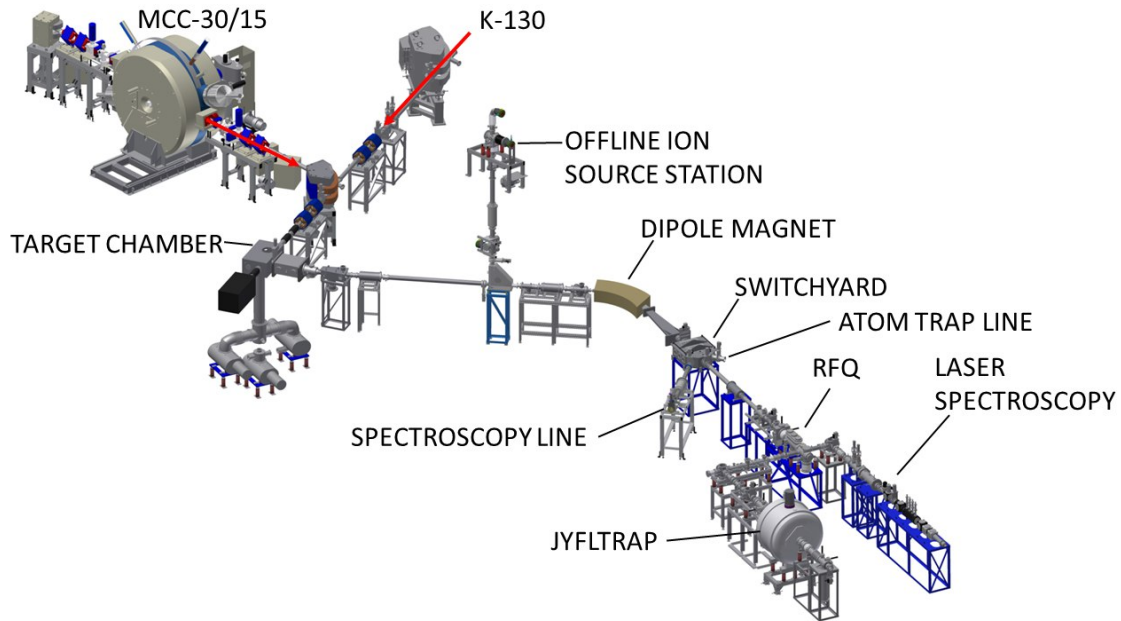 MCC-30/15
K-130
OFFLINE ION
SOURCE STATION
TARGET CHAMBER
DIPOLE MAGNET
SWITCHYARD
ATOM TRAP LINE
RFQ
LASER
SPECTROSCOPY
SPECTROSCOPY LINE
JYFLTRAP